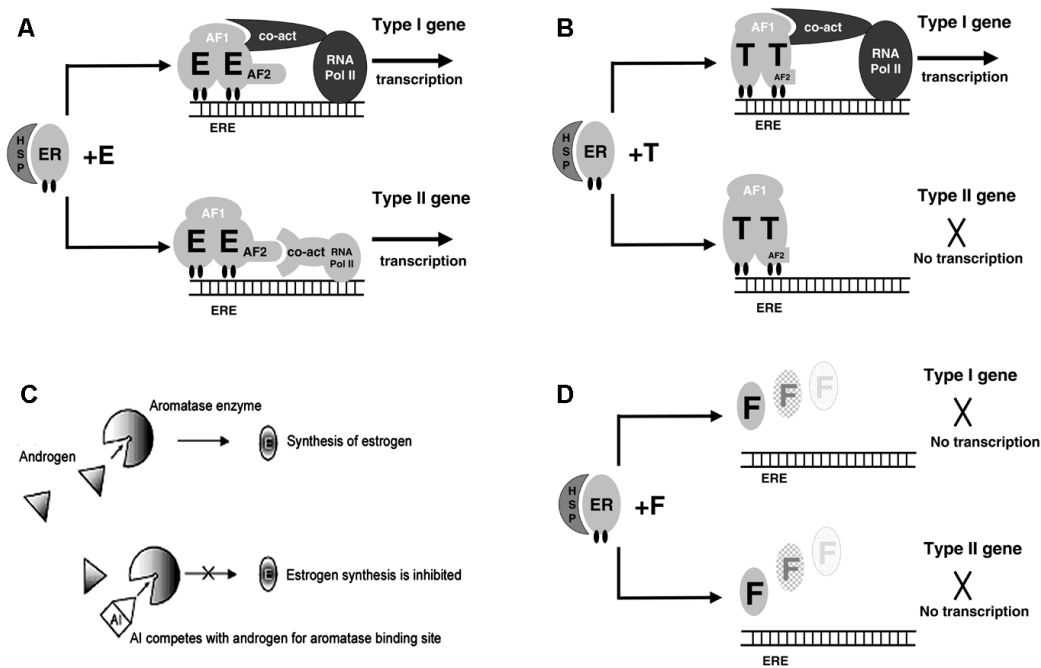 A
HSP
ER
+E
AF1
co-act
E E
AF2
RNA
Pol II
ERE
Type I gene
transcription
AF1
E E
AF2
co-act
RNA
Pol II
ERE
Type II gene
transcription
B
HSP
ER
+T
AF1
co-act
T T
AF2
RNA
Pol II
ERE
Type I gene
transcription
AF1
T T
AF2
ERE
Type II gene
X
No transcription
C
Aromatase enzyme
Androgen
E
Synthesis of estrogen
E
Estrogen synthesis is inhibited
AI
AI competes with androgen for aromatase binding site
D
HSP
ER
+F
F F F
ERE
Type I gene
X
No transcription
F F F
ERE
Type II gene
X
No transcription